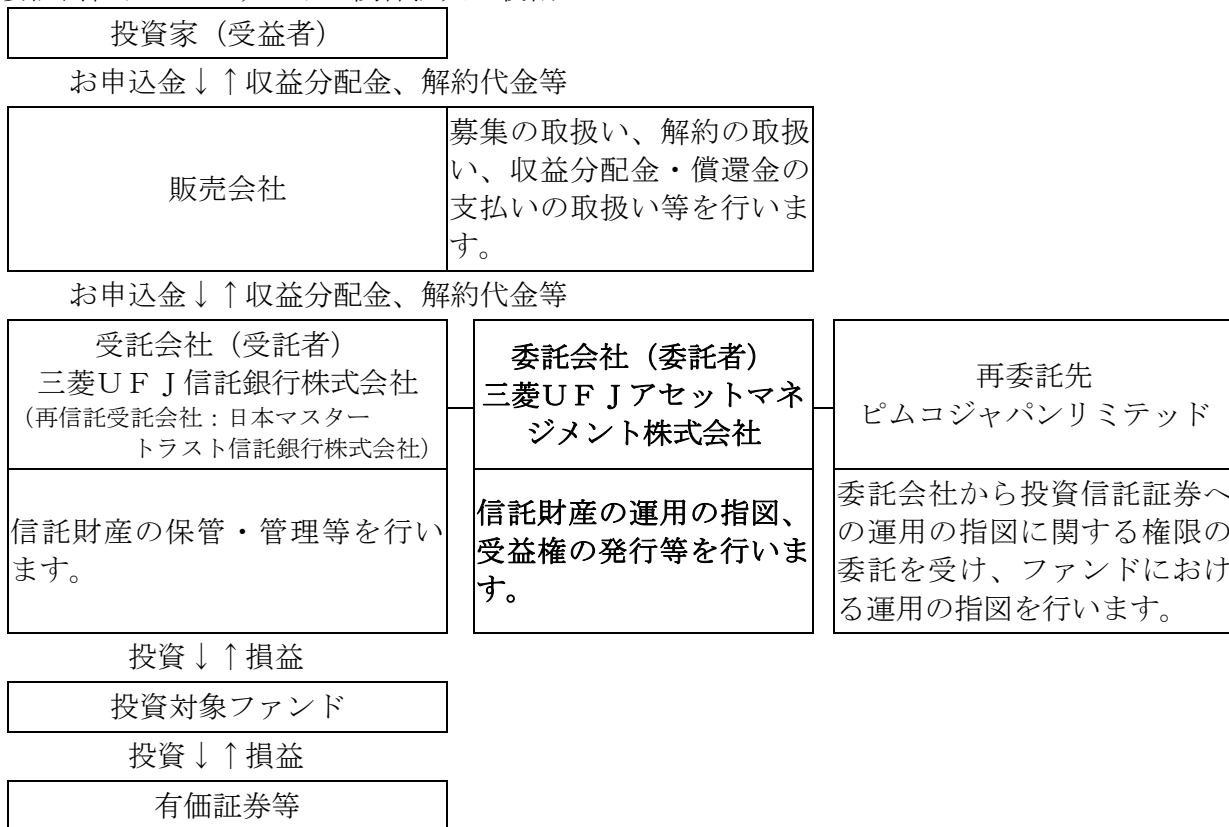 投資家（受益者）
お申込金↓↑収益分配金、解約代金等
販売会社
募集の取扱い、解約の取扱
い、収益分配金・償還金の
支払いの取扱い等を行いま
す。
お申込金↓↑収益分配金、解約代金等
受託会社（受託者）
三菱ＵＦＪ信託銀行株式会社
（再信託受託会社：日本マスター
トラスト信託銀行株式会社）
委託会社（委託者）
三菱ＵＦＪアセットマネ
ジメント株式会社
再委託先
ピムコジャパンリミテッド
信託財産の保管・管理等を行い
ます。
信託財産の運用の指図、
受益権の発行等を行いま
す。
委託会社から投資信託証券へ
の運用の指図に関する権限の
委託を受け、ファンドにおけ
る運用の指図を行います。
投資↓↑損益
投資対象ファンド
投資↓↑損益
有価証券等